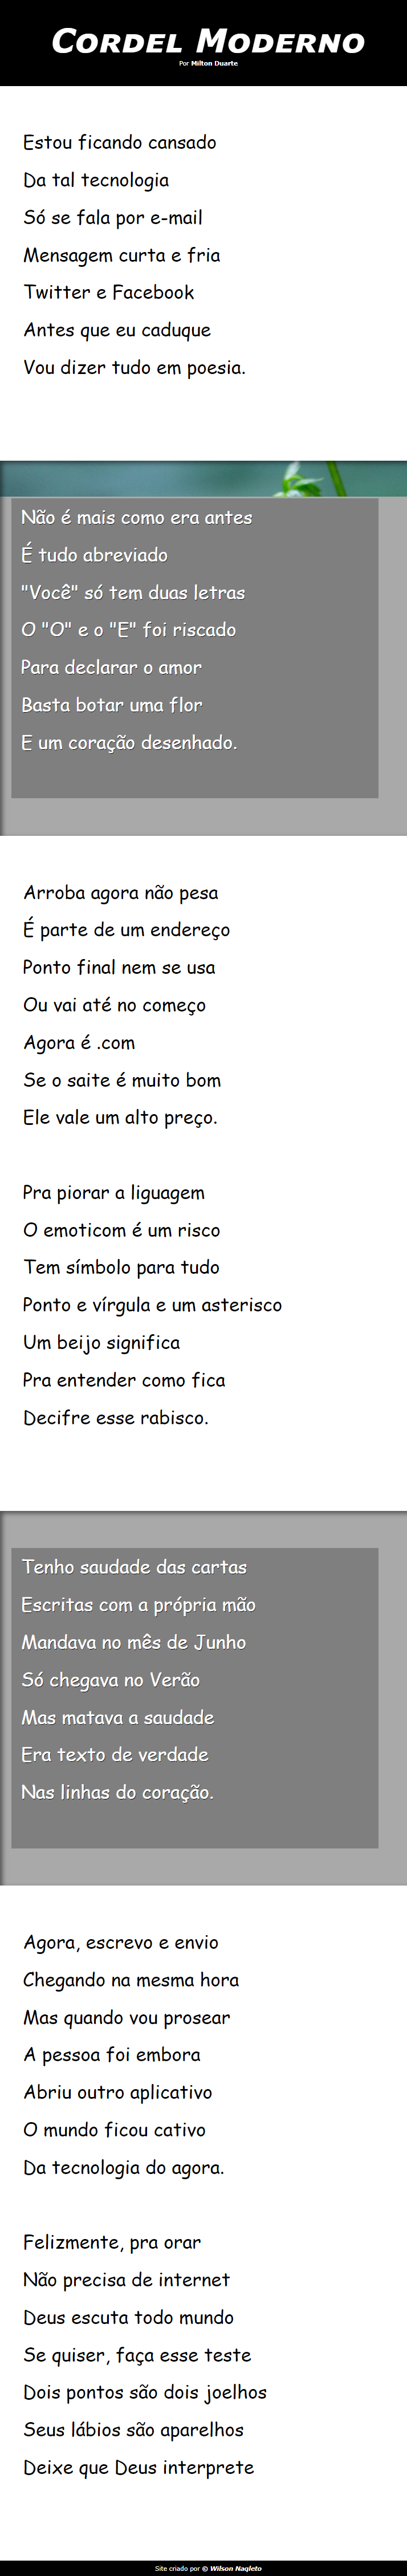 Cordel Moderno
Por Milton Duarte
Estou ficando cansado
Da tal tecnologia
Só se fala por e-mail
Mensagem curta e fria
Twitter e Facebook
Antes que eu caduque
Vou dizer tudo em poesia.
Não é mais como era antes
É tudo abreviado
"Você" só tem duas letras
O "O" e o "E" foi riscado
Para declarar o amor
Basta botar uma flor
E um coração desenhado.
Arroba agora não pesa
É parte de um endereço
Ponto final nem se usa
Ou vai até no começo
Agora é .com
Se o saite é muito bom
Ele vale um alto preço.
Pra piorar a liguagem
O emoticom é um risco
Tem símbolo para tudo
Ponto e vírgula e um asterisco
Um beijo significa
Pra entender como fica
Decifre esse rabisco.
Tenho saudade das cartas
Escritas com a própria mão
Mandava no mês de Junho
Só chegava no Verão
Mas matava a saudade
Era texto de verdade
Nas linhas do coração.
Agora, escrevo e envio
Chegando na mesma hora
Mas quando vou prosear
A pessoa foi embora
Abriu outro aplicativo
O mundo ficou cativo
Da tecnologia do agora.
Felizmente, pra orar
Não precisa de internet
Deus escuta todo mundo
Se quiser, faça esse teste
Dois pontos são dois joelhos
Seus lábios são aparelhos
Deixe que Deus interprete
Site criado por © Wilson Naqleto